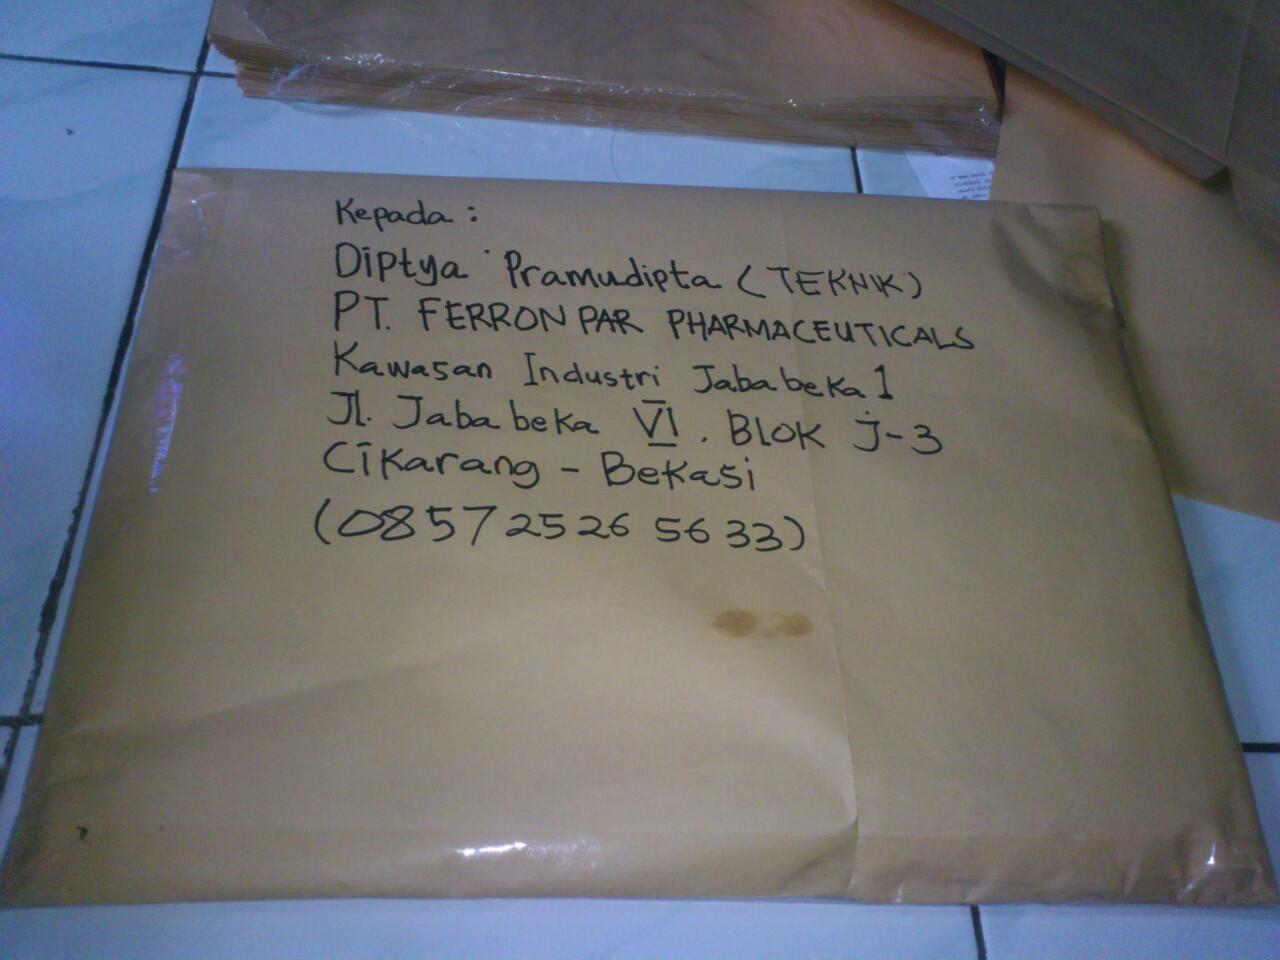 Kepada :
Diptya Pramudipta (TEKNIK)
PT. FERRON PAR PHARMACEUTICALS
Kawasan Industri Jababeka 1
Jl. Jababeka VI. BLOK J-3
Cikarang - Bekasi
(0857 2526 5633)